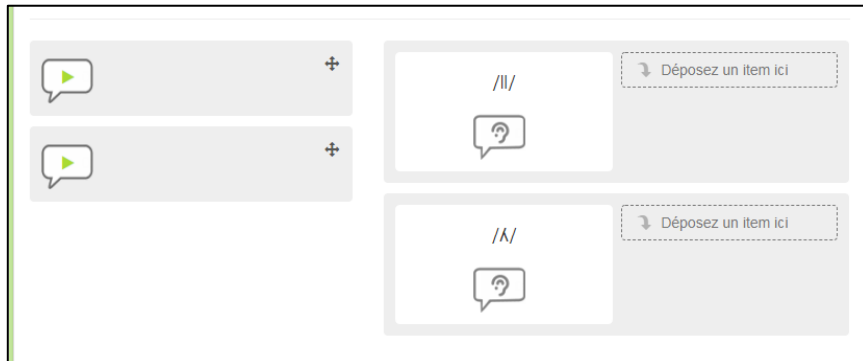 /ll/
Déposez un item ici
/ʎ/
Déposez un item ici